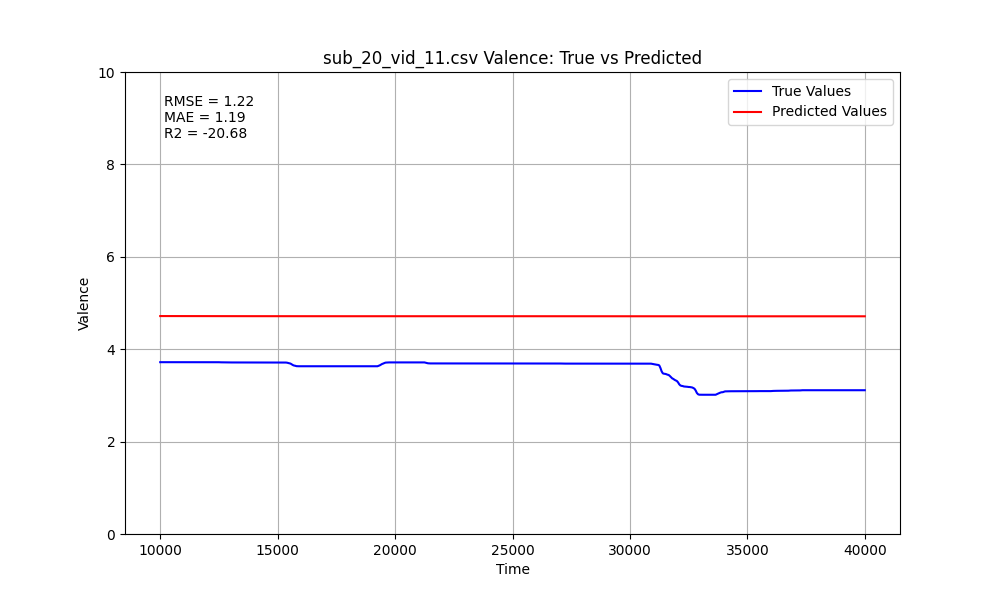 sub_20_vid_11.csv Valence: True vs Predicted
RMSE = 1.22
MAE = 1.19
R2 = -20.68
True Values
Predicted Values
10
8
6
4
2
0
Valence
10000 15000 20000 25000 30000 35000 40000
Time